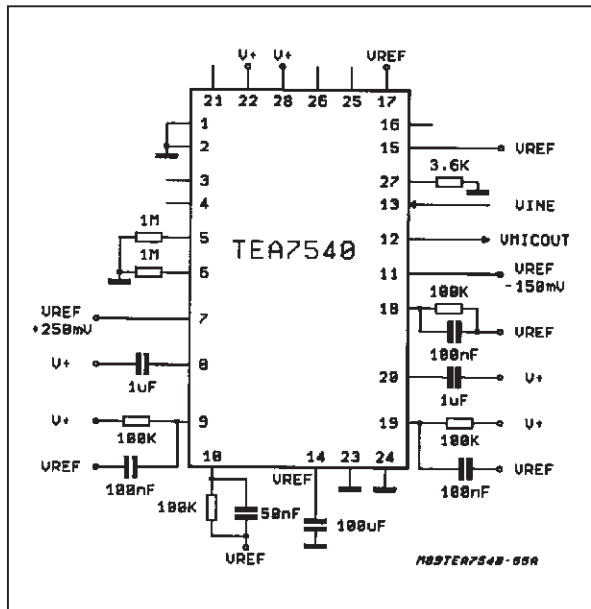 V+ V+ VREF
21 22 28 26 25 17
1
2
3
4
1M
5
1M
6
VREF
+250mV
7
V+
8
1uF
V+
9
100K
VREF
100nF
TEA7540
16
15
VREF
3.6K
27
13
VINE
12
VMICOUT
11
VREF
-150mV
100K
18
VREF
100nF
20
V+
1uF
19
V+
100K
VREF
100nF
10 14 23 24
VREF
100K
50nF
100uF
VREF